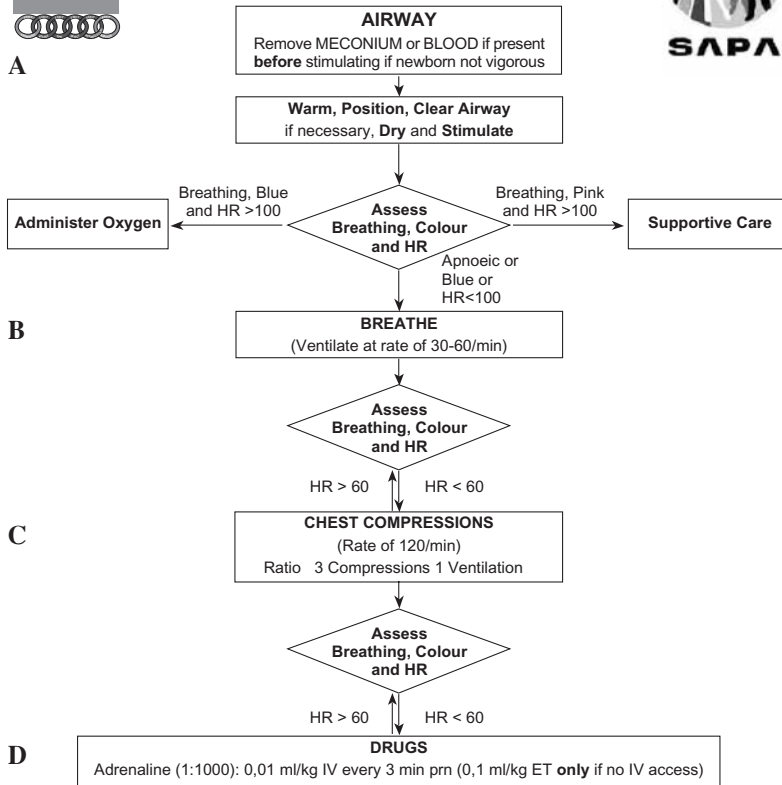 AIRWAY
Remove MECONIUM or BLOOD if present
before stimulating if newborn not vigorous
SAPA
A
Warm, Position, Clear Airway
if necessary, Dry and Stimulate
Breathing, Blue
and HR >100
Breathing, Pink
and HR >100
Administer Oxygen
Assess
Breathing, Colour
and HR
Supportive Care
Apnoeic or
Blue or
HR<100
B
BREATHE
(Ventilate at rate of 30-60/min)
Assess
Breathing, Colour
and HR
HR > 60
HR < 60
C
CHEST COMPRESSIONS
(Rate of 120/min)
Ratio 3 Compressions 1 Ventilation
Assess
Breathing, Colour
and HR
HR > 60
HR < 60
D
DRUGS
Adrenaline (1:1000): 0,01 ml/kg IV every 3 min prn (0,1 ml/kg ET only if no IV access)